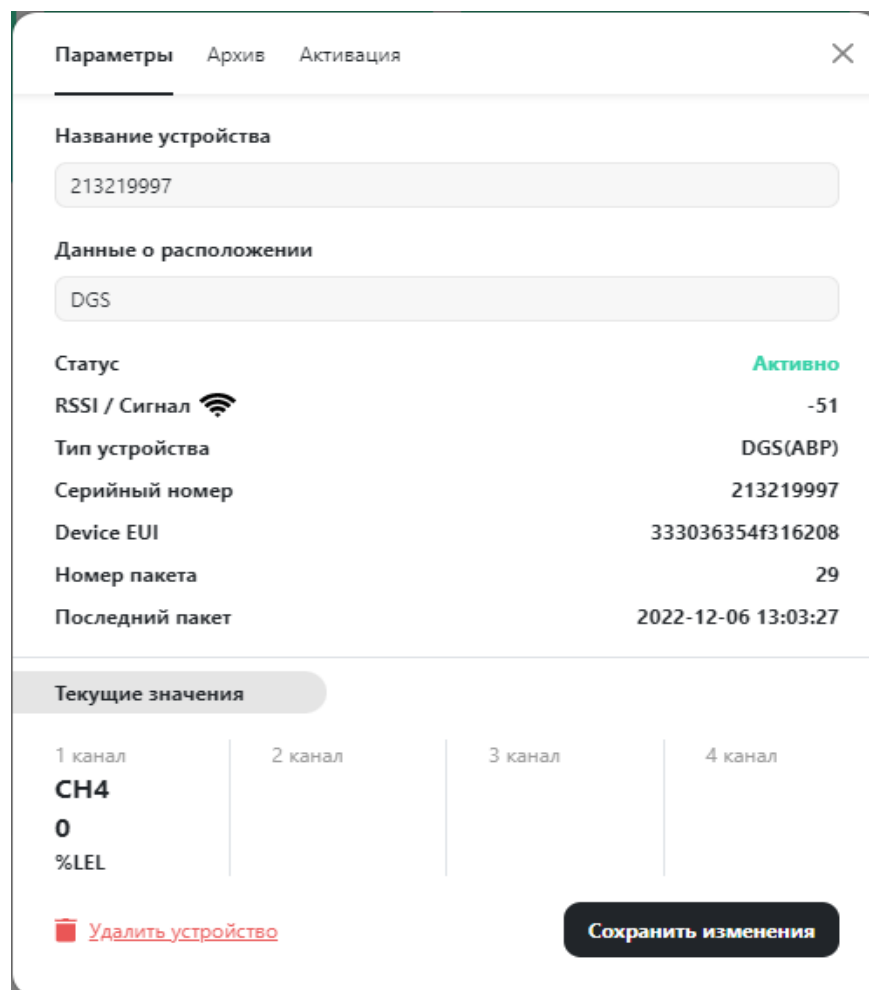 Параметры Архив Активация
Название устройства
213219997
Данные о расположении
DGS
Статус Активно
RSSI / Сигнал -51
Тип устройства DGS(ABP)
Серийный номер 213219997
Device EUI 333036354f316208
Номер пакета 29
Последний пакет 2022-12-06 13:03:27
Текущие значения
1 канал 2 канал 3 канал 4 канал
CH4
0
%LEL
Удалить устройство Сохранить изменения